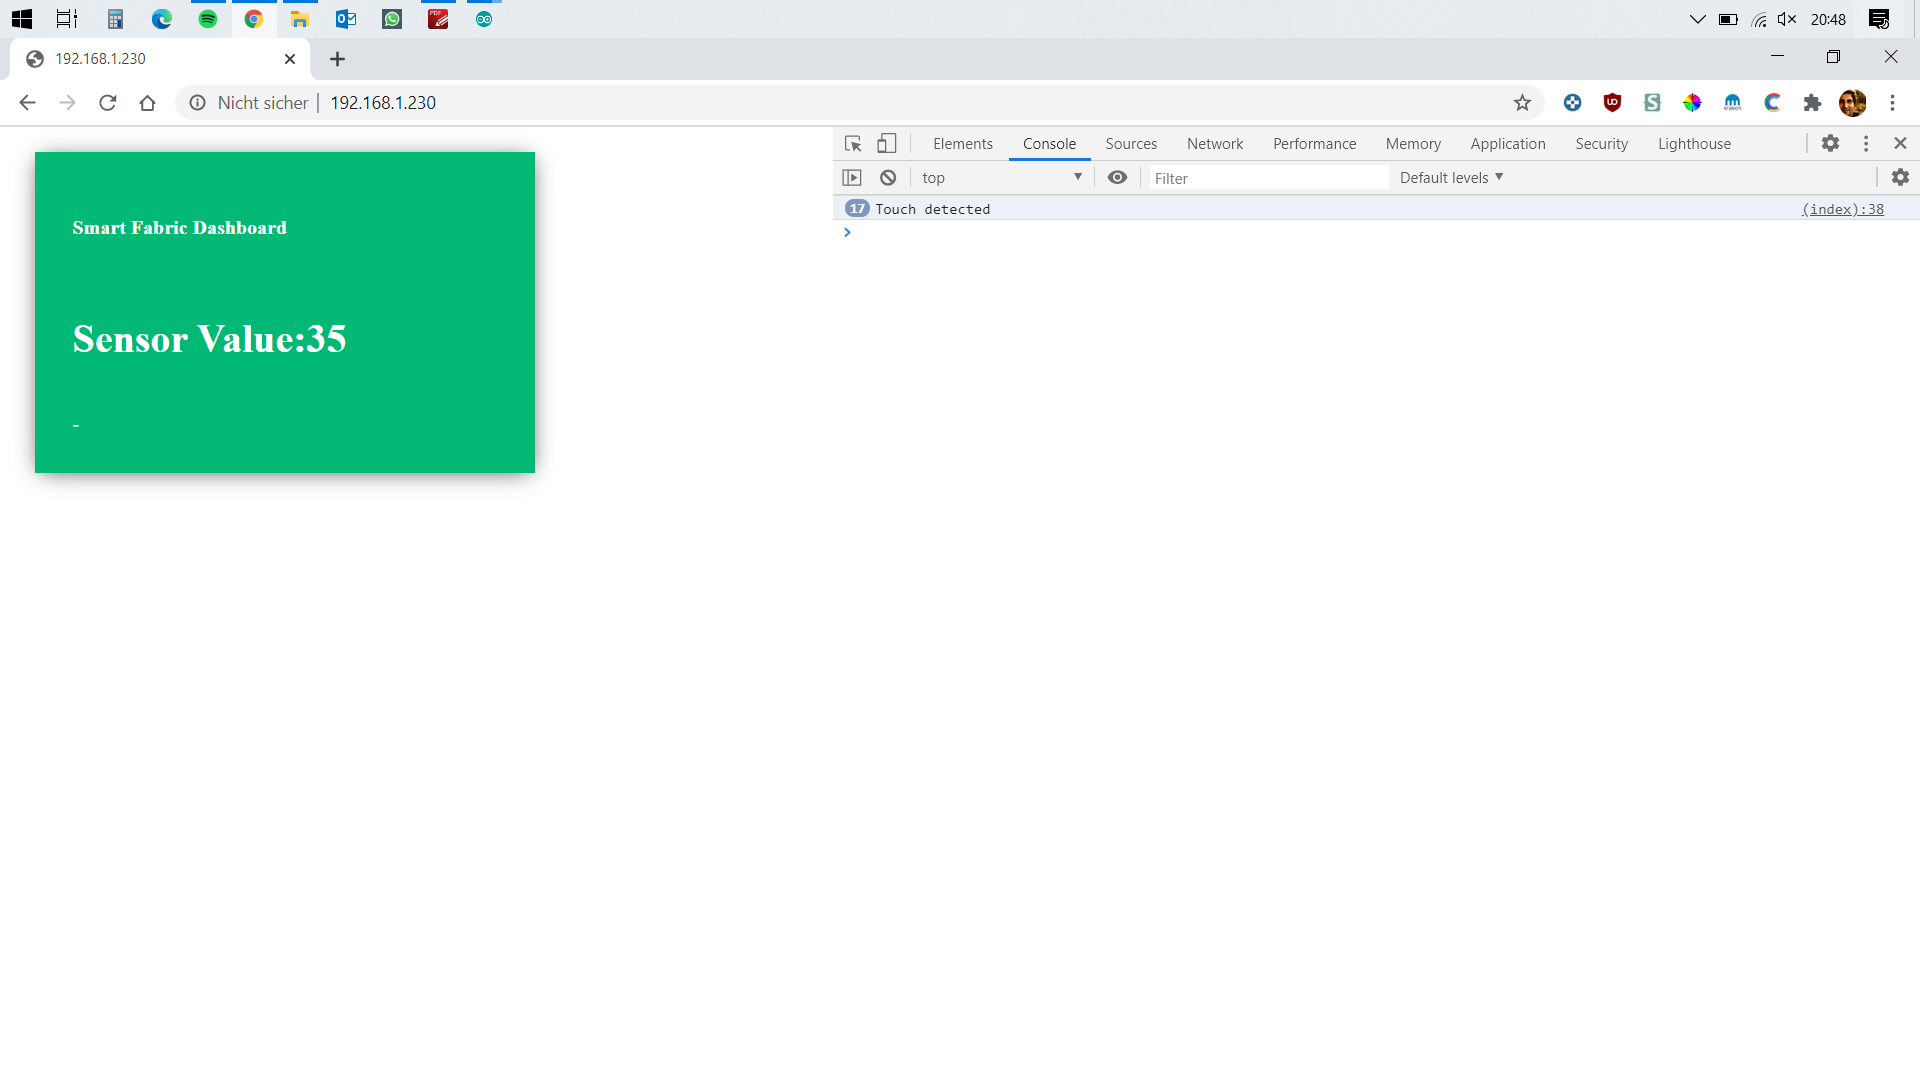 20:48
192.168.1.230
Nicht sicher | 192.168.1.230
Elements Console Sources Network Performance Memory Application Security Lighthouse
top Filter Default levels
17 Touch detected (index):38
Smart Fabric Dashboard
Sensor Value:35
-